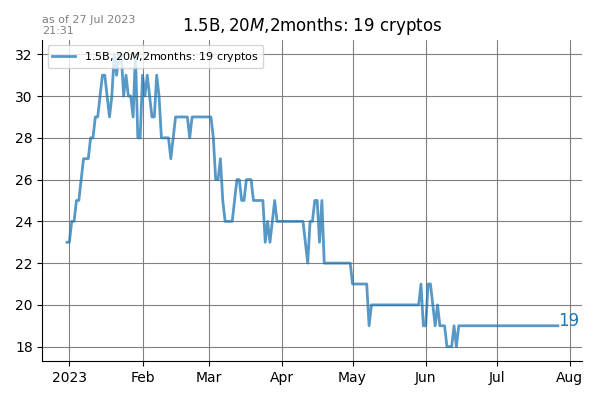 as of 27 Jul 2023
21:31
1.5B, 20M,2months: 19 cryptos
1.5B, 20M,2months: 19 cryptos
32
30
28
26
24
22
20
18
19
2023
Feb
Mar
Apr
May
Jun
Jul
Aug